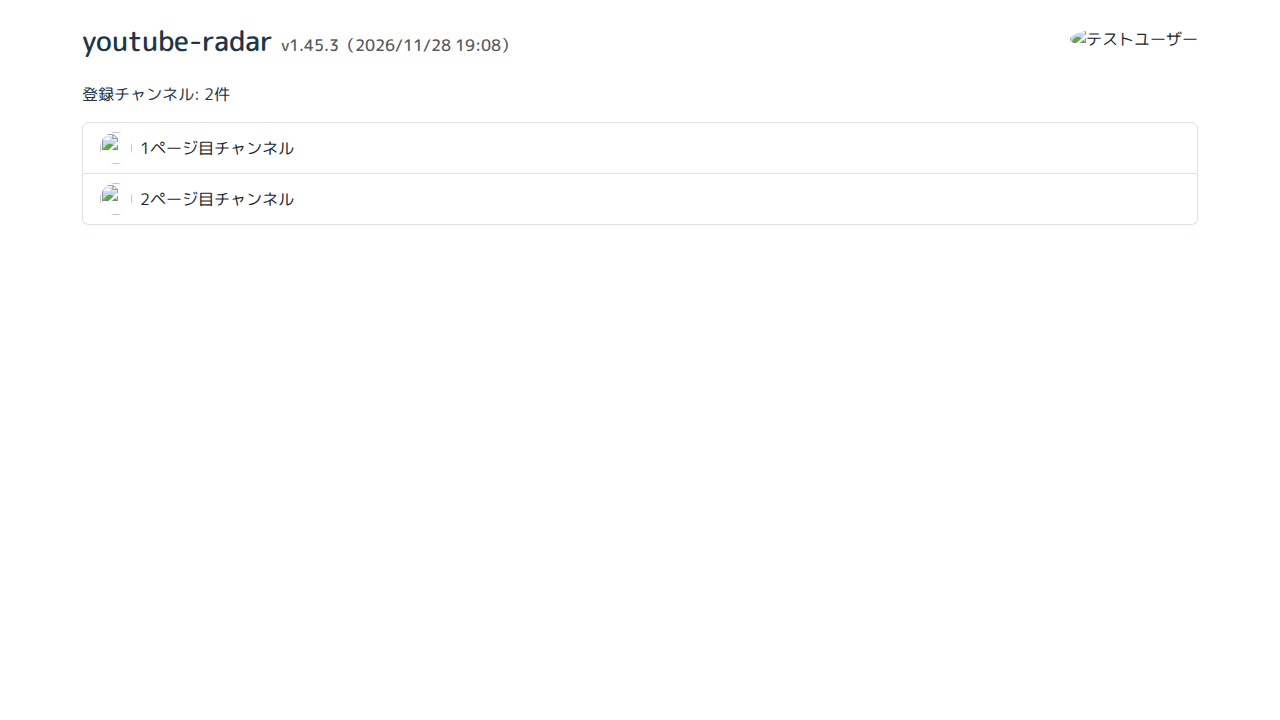 youtube-radar v1.45.3（2026/11/28 19:08）
テストユーザー
登録チャンネル: 2件
1ページ目チャンネル
2ページ目チャンネル